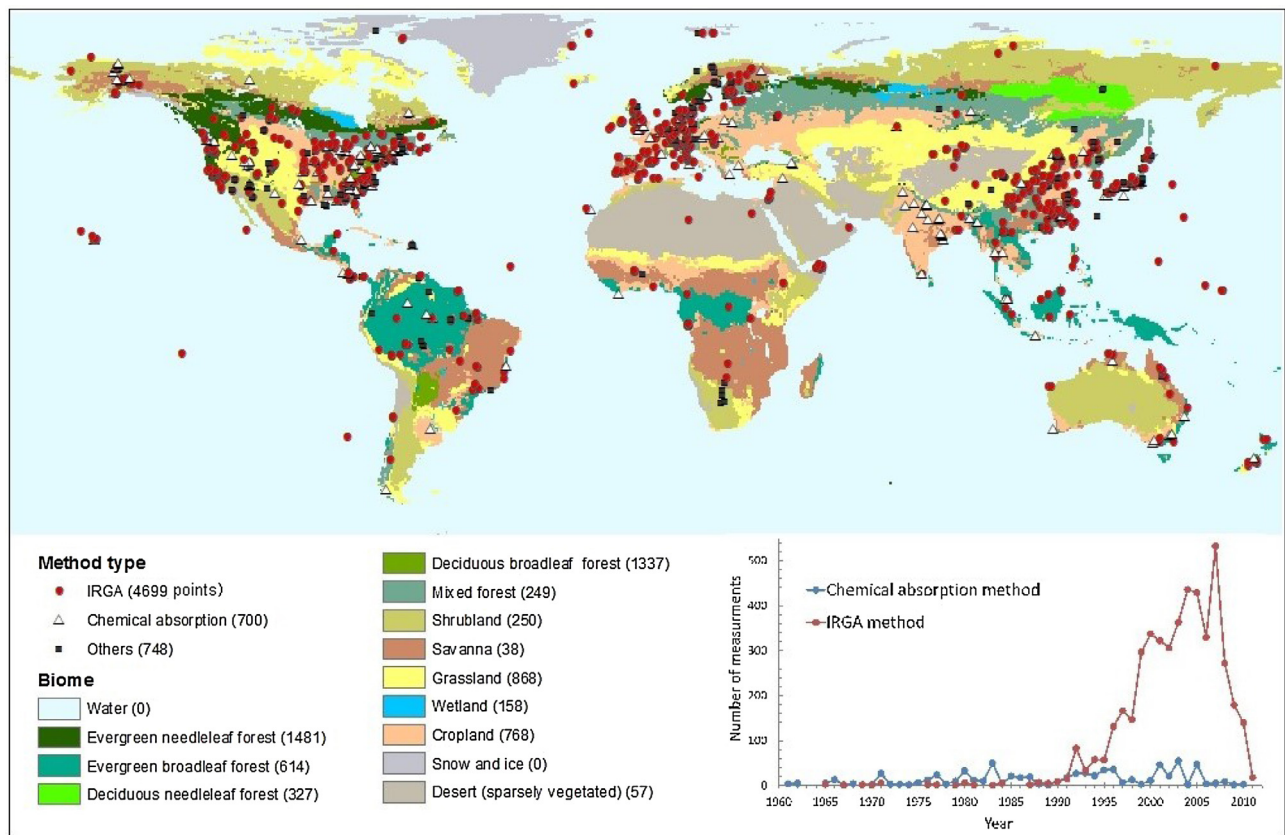 Method type
IRGA (4699 points)
Chemical absorption (700)
Others (748)
Biome
Water (0)
Evergreen needleleaf forest (1481)
Evergreen broadleaf forest (614)
Deciduous needleleaf forest (327)
Deciduous broadleaf forest (1337)
Mixed forest (249)
Shrubland (250)
Savanna (38)
Grassland (868)
Wetland (158)
Cropland (768)
Snow and ice (0)
Desert (sparsely vegetated) (57)
Number of measurments
500
400
300
200
100
0
Chemical absorption method
IRGA method
1960 1965 1970 1975 1980 1985 1990 1995 2000 2005 2010
Year